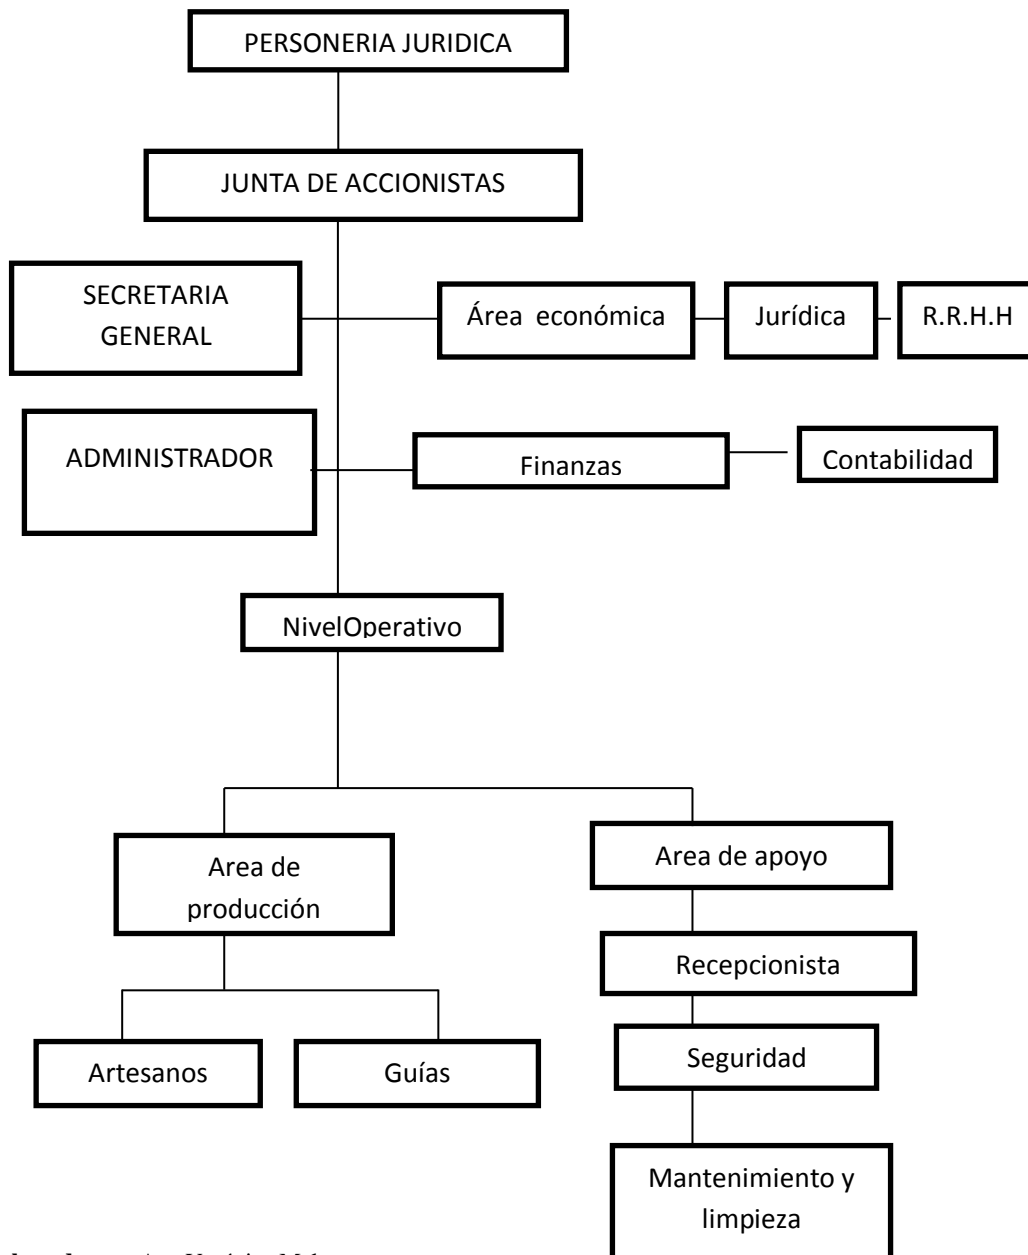 PERSONERIA JURIDICA
JUNTA DE ACCIONISTAS
SECRETARIA
GENERAL
Área económica
Jurídica
R.R.H.H
ADMINISTRADOR
Finanzas
Contabilidad
NivelOperativo
Area de
producción
Area de apoyo
Recepcionista
Artesanos
Guías
Seguridad
Mantenimiento y
limpieza